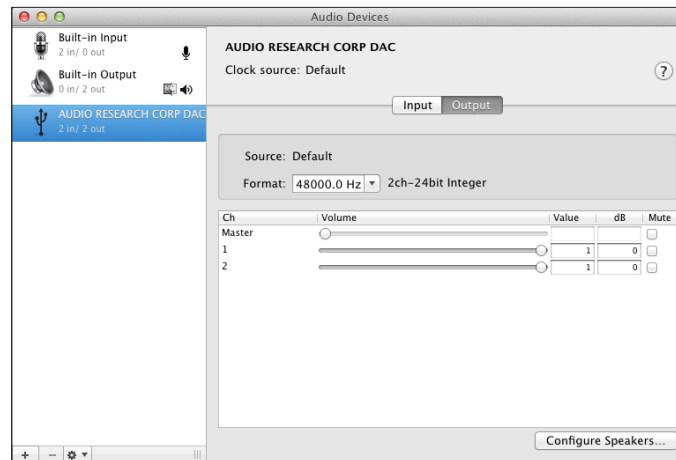 Audio Devices
Built-in Input
2 in/ 0 out
Built-in Output
0 in/ 2 out
AUDIO RESEARCH CORP DAC
2 in/ 2 out
AUDIO RESEARCH CORP DAC
Clock source: Default
?
Input Output
Source: Default
Format: 48000.0 Hz 2ch-24bit Integer
Ch Volume Value dB Mute
Master
1 1 0
2 1 0
+ −
Configure Speakers...